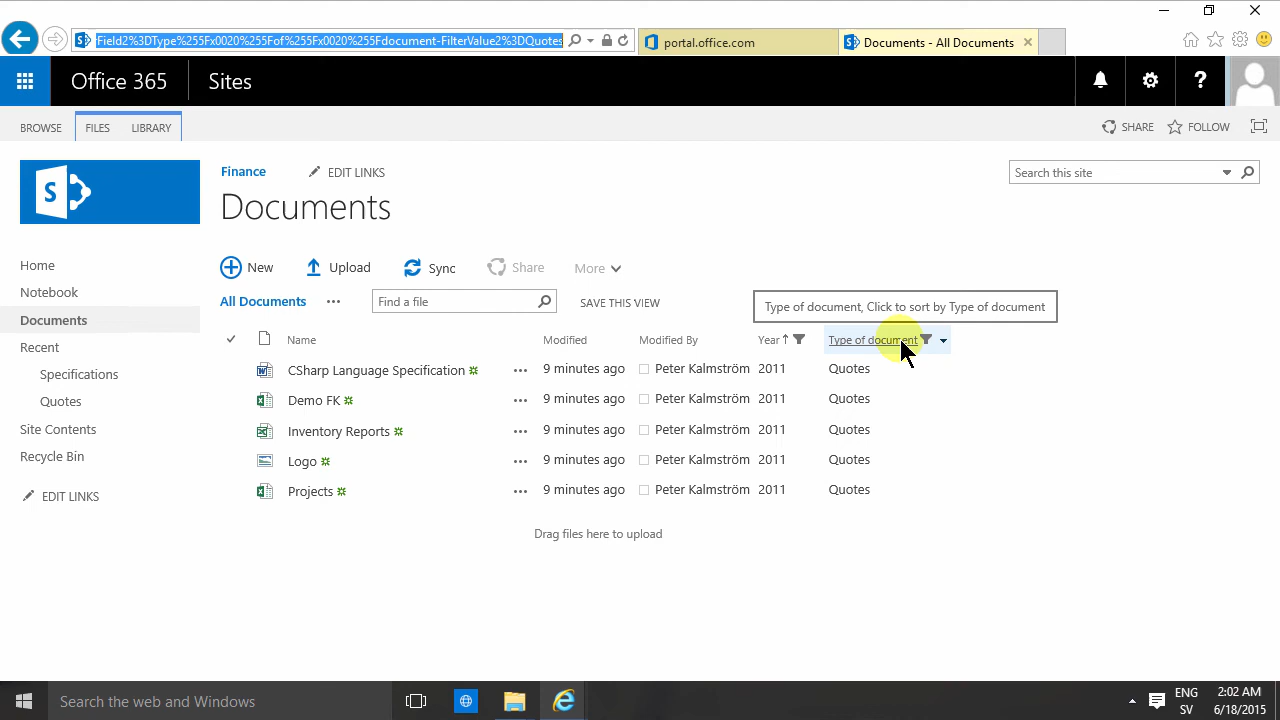 Field2%3DType%255Fx0020%255Fof%255Fx0020%255Fdocument-FilterValue2%3DQuotes
portal.office.com
Documents - All Documents
Office 365
Sites
?
BROWSE
FILES
LIBRARY
SHARE
FOLLOW
S
Finance
EDIT LINKS
Search this site
Documents
Home
Notebook
Documents
Recent
Specifications
Quotes
Site Contents
Recycle Bin
EDIT LINKS
New
Upload
Sync
Share
More
All Documents
Find a file
SAVE THIS VIEW
Type of document, Click to sort by Type of document
Name Modified Modified By Year Type of document
CSharp Language Specification 9 minutes ago Peter Kalmström 2011 Quotes
Demo FK 9 minutes ago Peter Kalmström 2011 Quotes
Inventory Reports 9 minutes ago Peter Kalmström 2011 Quotes
Logo 9 minutes ago Peter Kalmström 2011 Quotes
Projects 9 minutes ago Peter Kalmström 2011 Quotes
Drag files here to upload
Search the web and Windows
ENG
SV
2:02 AM
6/18/2015